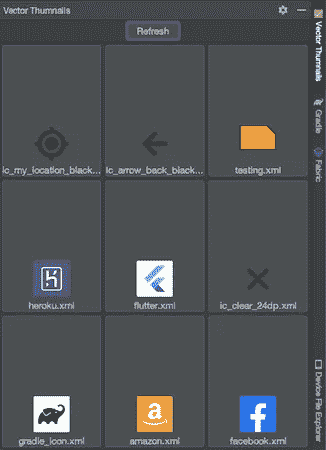 Vector Thumnails
Refresh
ic_my_location_black...
ic_arrow_back_black...
testing.xml
heroku.xml
flutter.xml
ic_clear_24dp.xml
gradle_icon.xml
amazon.xml
facebook.xml
Vector Thumnails
Gradle
Fabric
Device File Explorer